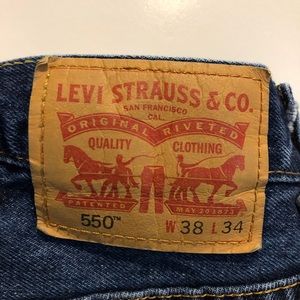 LEVI STRAUSS & CO.
SAN FRANCISCO
CAL.
ORIGINAL RIVETED
QUALITY CLOTHING
PATENTED MAY 20 1873
550™ W 38 L 34